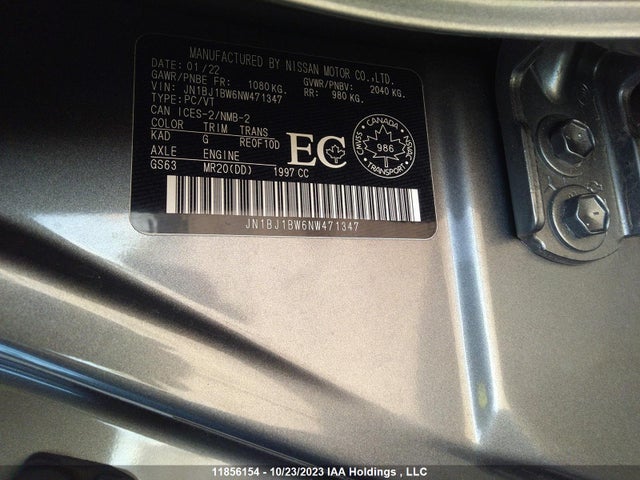 MANUFACTURED BY NISSAN MOTOR CO.,LTD.
DATE: 01/22
GAWR/PNBE FR: 1080 KG. GVWR/PNBV: 2040 KG.
VIN: JN1BJ1BW6NW471347 RR: 980 KG.
TYPE: PC/VT
CAN ICES-2/NMB-2
COLOR TRIM TRANS
KAD G RE0F10D
AXLE ENGINE
GS63 MR20(DD) 1997 CC
EC
CANADA
CMVSS 986 NSVAC
TRANSPORT
JN1BJ1BW6NW471347
11856154 - 10/23/2023 IAA Holdings , LLC